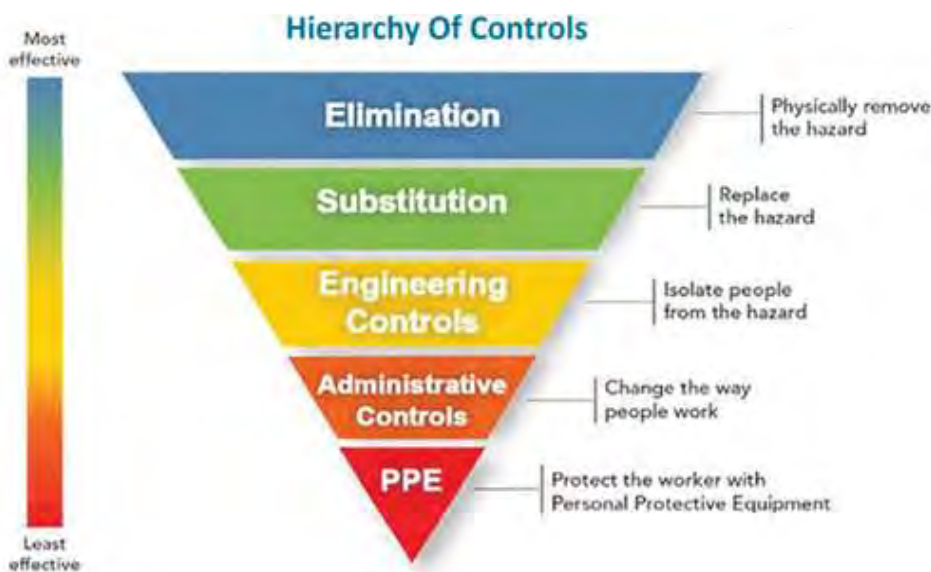 Hierarchy Of Controls
Most
effective
Elimination
Physically remove
the hazard
Substitution
Replace
the hazard
Engineering
Controls
Isolate people
from the hazard
Administrative
Controls
Change the way
people work
PPE
Protect the worker with
Personal Protective Equipment
Least
effective